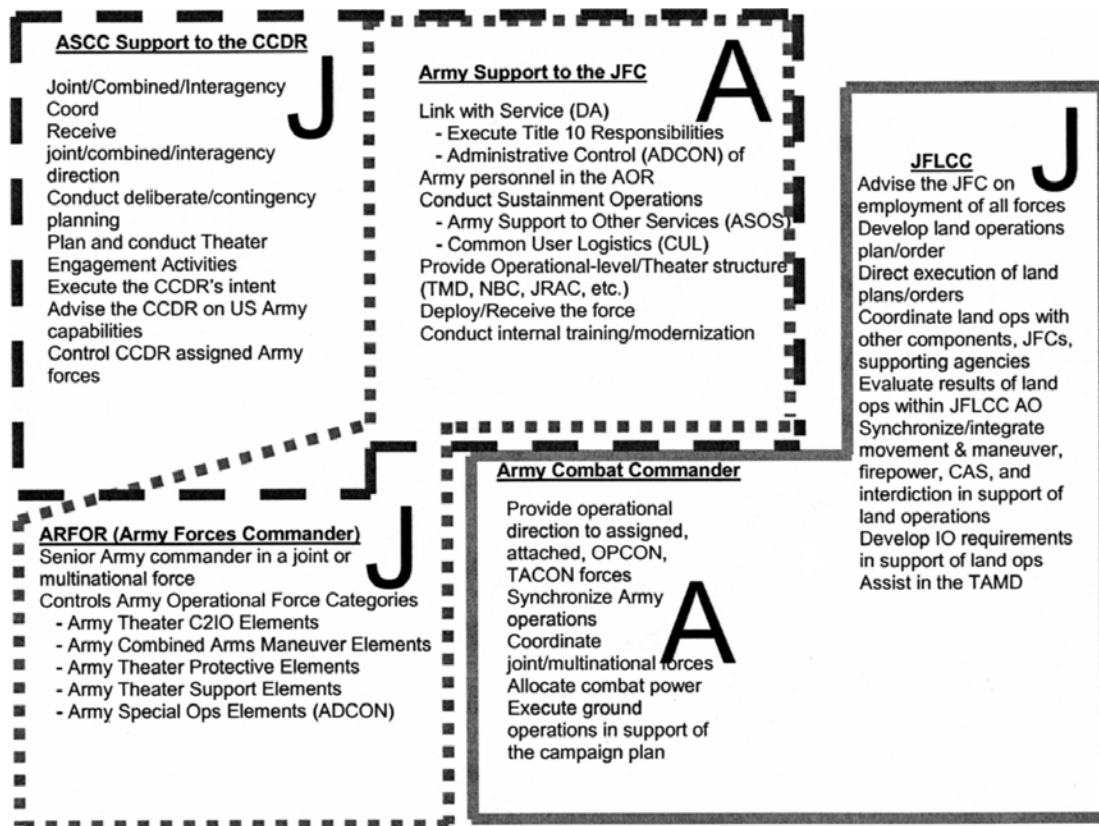 ASCC Support to the CCDR
J
Joint/Combined/Interagency
Coord
Receive
joint/combined/interagency
direction
Conduct deliberate/contingency
planning
Plan and conduct Theater
Engagement Activities
Execute the CCDR's intent
Advise the CCDR on US Army
capabilities
Control CCDR assigned Army
forces
Army Support to the JFC
A
Link with Service (DA)
- Execute Title 10 Responsibilities
- Administrative Control (ADCON) of
Army personnel in the AOR
Conduct Sustainment Operations
- Army Support to Other Services (ASOS)
- Common User Logistics (CUL)
Provide Operational-level/Theater structure
(TMD, NBC, JRAC, etc.)
Deploy/Receive the force
Conduct internal training/modernization
JFLCC
J
Advise the JFC on
employment of all forces
Develop land operations
plan/order
Direct execution of land
plans/orders
Coordinate land ops with
other components, JFCs,
supporting agencies
Evaluate results of land
ops within JFLCC AO
Synchronize/integrate
movement & maneuver,
firepower, CAS, and
interdiction in support of
land operations
Develop IO requirements
in support of land ops
Assist in the TAMD
ARFOR (Army Forces Commander)
J
Senior Army commander in a joint or
multinational force
Controls Army Operational Force Categories
- Army Theater C2IO Elements
- Army Combined Arms Maneuver Elements
- Army Theater Protective Elements
- Army Theater Support Elements
- Army Special Ops Elements (ADCON)
Army Combat Commander
Provide operational
direction to assigned,
attached, OPCON,
TACON forces
A
Synchronize Army
operations
Coordinate
joint/multinational forces
Allocate combat power
Execute ground
operations in support of
the campaign plan